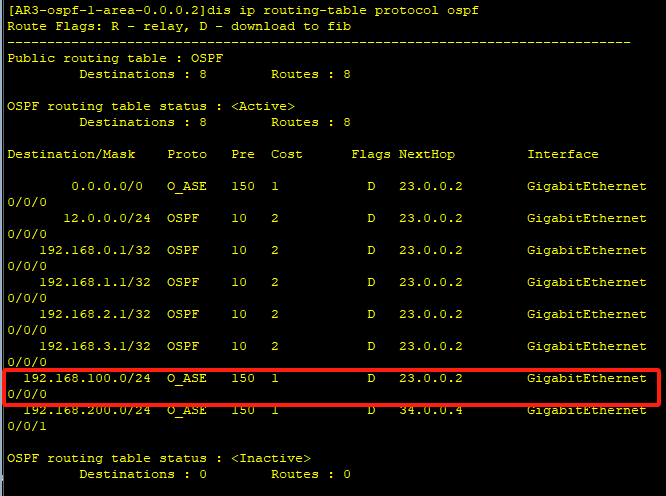 [AR3-ospf-1-area-0.0.0.2]dis ip routing-table protocol ospf
Route Flags: R - relay, D - download to fib
------------------------------------------------------------------------------
Public routing table : OSPF
         Destinations : 8        Routes : 8

OSPF routing table status : <Active>
         Destinations : 8        Routes : 8

Destination/Mask    Proto   Pre  Cost      Flags NextHop         Interface

        0.0.0.0/0   O_ASE   150  1           D   23.0.0.2        GigabitEthernet
0/0/0
       12.0.0.0/24  OSPF    10   2           D   23.0.0.2        GigabitEthernet
0/0/0
    192.168.0.1/32  OSPF    10   2           D   23.0.0.2        GigabitEthernet
0/0/0
    192.168.1.1/32  OSPF    10   2           D   23.0.0.2        GigabitEthernet
0/0/0
    192.168.2.1/32  OSPF    10   2           D   23.0.0.2        GigabitEthernet
0/0/0
    192.168.3.1/32  OSPF    10   2           D   23.0.0.2        GigabitEthernet
0/0/0
  192.168.100.0/24  O_ASE   150  1           D   23.0.0.2        GigabitEthernet
0/0/0
  192.168.200.0/24  O_ASE   150  1           D   34.0.0.4        GigabitEthernet
0/0/1

OSPF routing table status : <Inactive>
         Destinations : 0        Routes : 0